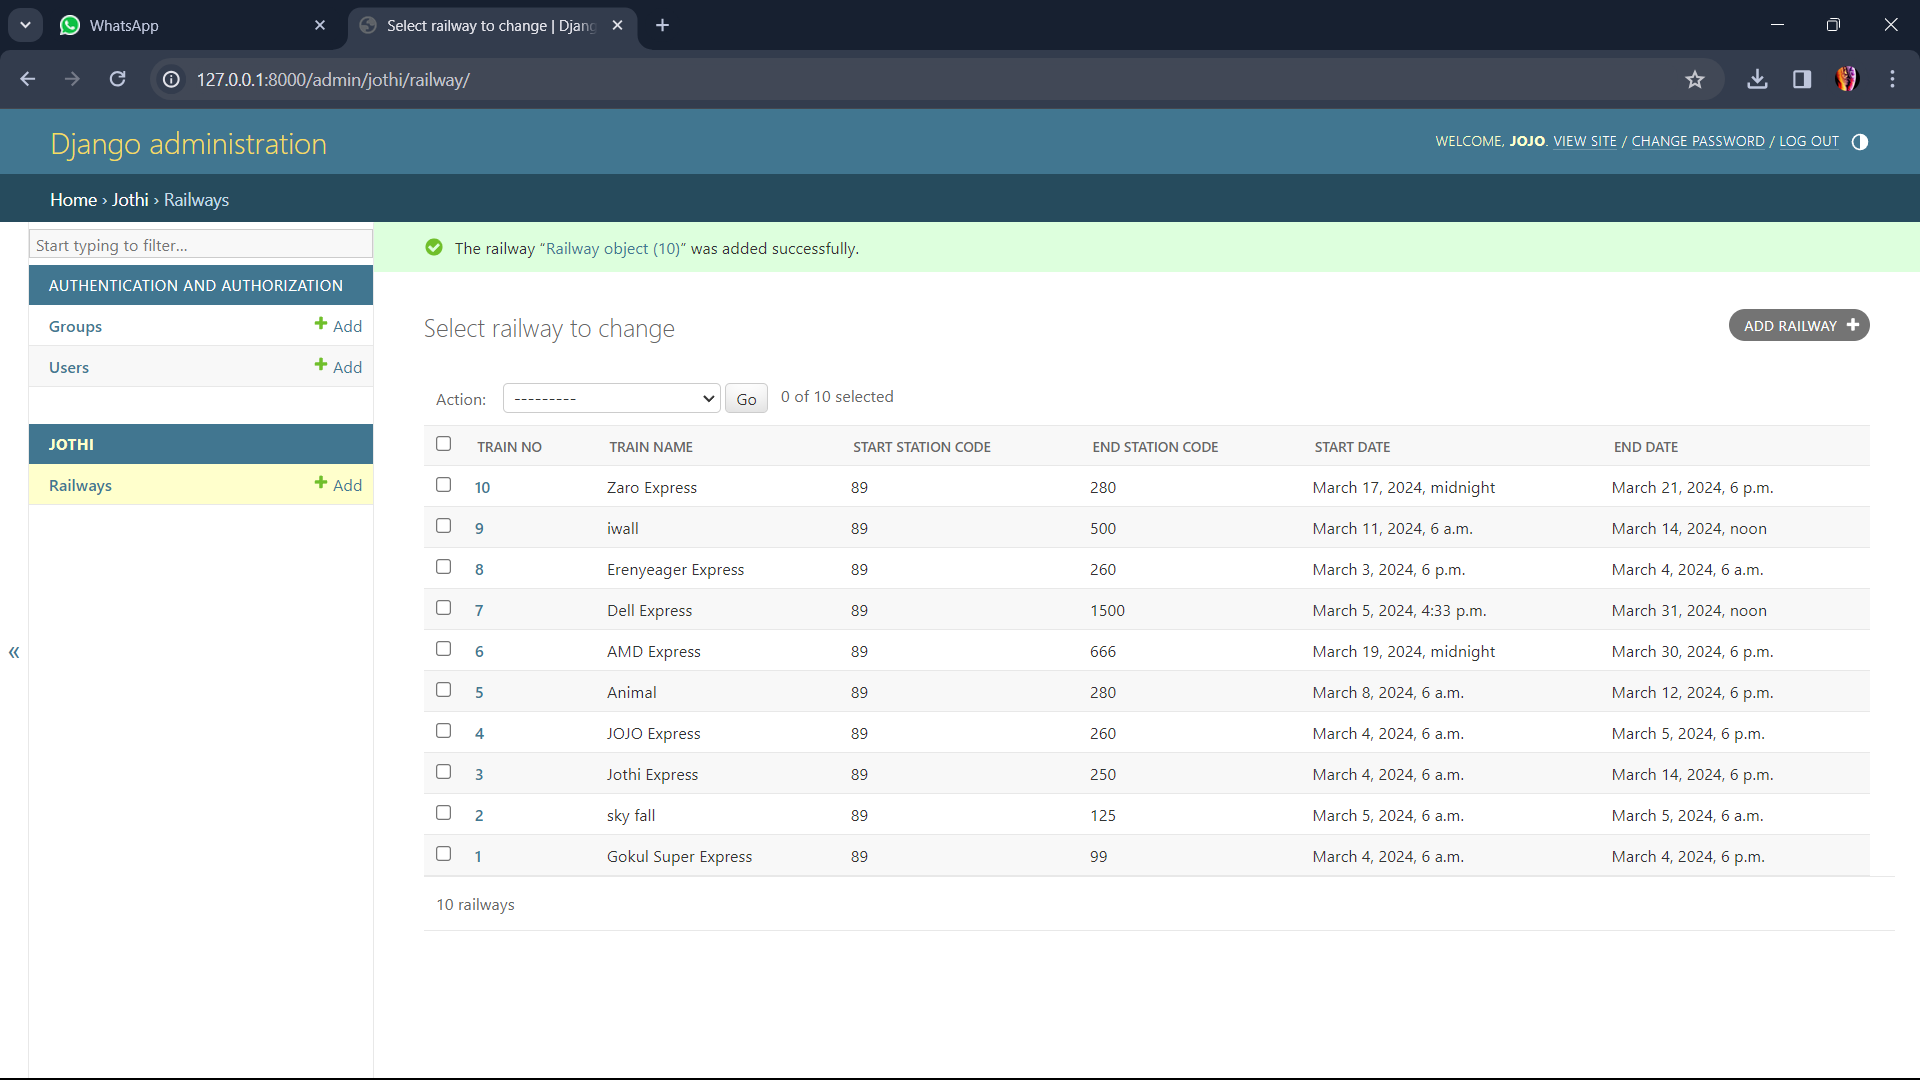 WhatsApp
Select railway to change | Djang
127.0.0.1:8000/admin/jothi/railway/
Django administration
WELCOME, JOJO. VIEW SITE / CHANGE PASSWORD / LOG OUT
Home › Jothi › Railways
Start typing to filter...
AUTHENTICATION AND AUTHORIZATION
Groups + Add
Users + Add
JOTHI
Railways + Add
«
The railway “Railway object (10)” was added successfully.
Select railway to change
ADD RAILWAY +
Action: --------- Go 0 of 10 selected
TRAIN NO TRAIN NAME START STATION CODE END STATION CODE START DATE END DATE
10 Zaro Express 89 280 March 17, 2024, midnight March 21, 2024, 6 p.m.
9 iwall 89 500 March 11, 2024, 6 a.m. March 14, 2024, noon
8 Erenyeager Express 89 260 March 3, 2024, 6 p.m. March 4, 2024, 6 a.m.
7 Dell Express 89 1500 March 5, 2024, 4:33 p.m. March 31, 2024, noon
6 AMD Express 89 666 March 19, 2024, midnight March 30, 2024, 6 p.m.
5 Animal 89 280 March 8, 2024, 6 a.m. March 12, 2024, 6 p.m.
4 JOJO Express 89 260 March 4, 2024, 6 a.m. March 5, 2024, 6 p.m.
3 Jothi Express 89 250 March 4, 2024, 6 a.m. March 14, 2024, 6 p.m.
2 sky fall 89 125 March 5, 2024, 6 a.m. March 5, 2024, 6 a.m.
1 Gokul Super Express 89 99 March 4, 2024, 6 a.m. March 4, 2024, 6 p.m.
10 railways